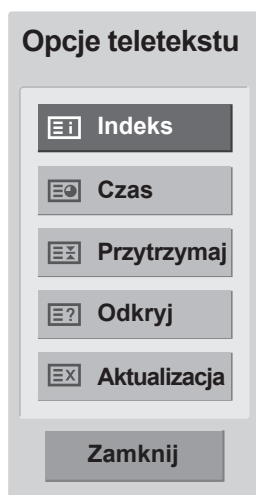 Opcje teletekstu
Indeks
Czas
Przytrzymaj
Odkryj
Aktualizacja
Zamknij